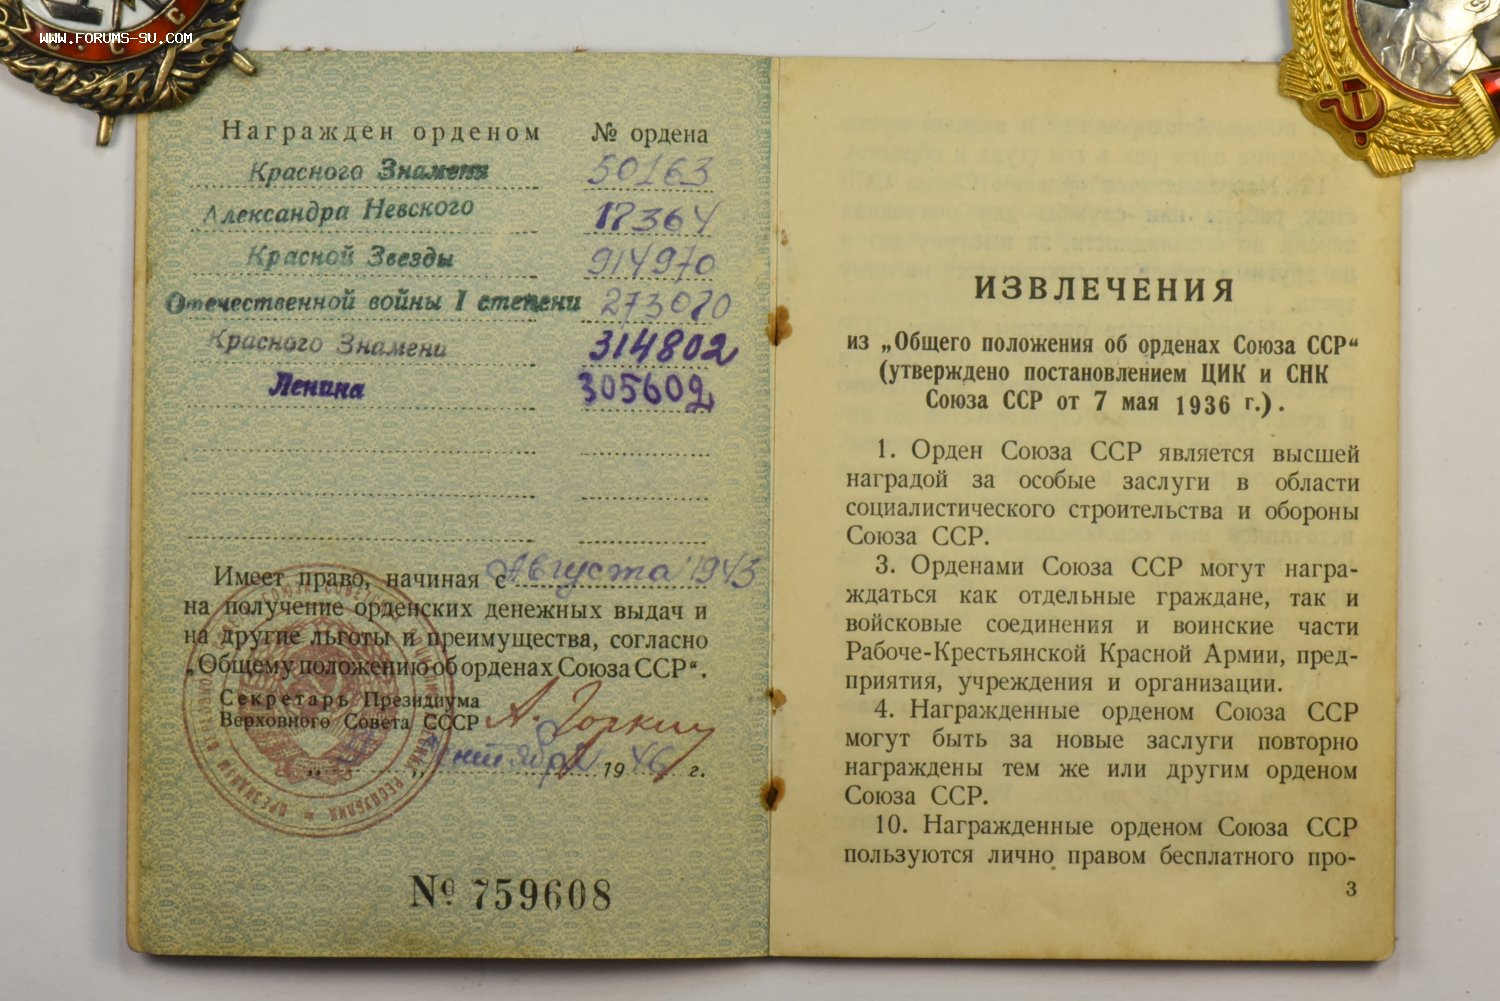 WWW.FORUMS-SU.COM
Награжден орденом № ордена
Красного Знамени 50163
Александра Невского 17364
Красной Звезды 914970
Отечественной войны I степени 273070
Красного Знамени 314802
Ленина 305602
Имеет право, начиная с Августа 1943
на получение орденских денежных выдач и
на другие льготы и преимущества, согласно
„Общему положению об орденах Союза ССР“.
Секретарь Президиума
Верховного Совета СССР А. Горкин
сентября 1946 г.
№ 759608
ИЗВЛЕЧЕНИЯ
из „Общего положения об орденах Союза ССР“
(утверждено постановлением ЦИК и СНК
Союза ССР от 7 мая 1936 г.).
1. Орден Союза ССР является высшей
наградой за особые заслуги в области
социалистического строительства и обороны
Союза ССР.
3. Орденами Союза ССР могут награ-
ждаться как отдельные граждане, так и
войсковые соединения и воинские части
Рабоче-Крестьянской Красной Армии, пред-
приятия, учреждения и организации.
4. Награжденные орденом Союза ССР
могут быть за новые заслуги повторно
награждены тем же или другим орденом
Союза ССР.
10. Награжденные орденом Союза ССР
пользуются лично правом бесплатного про-
3